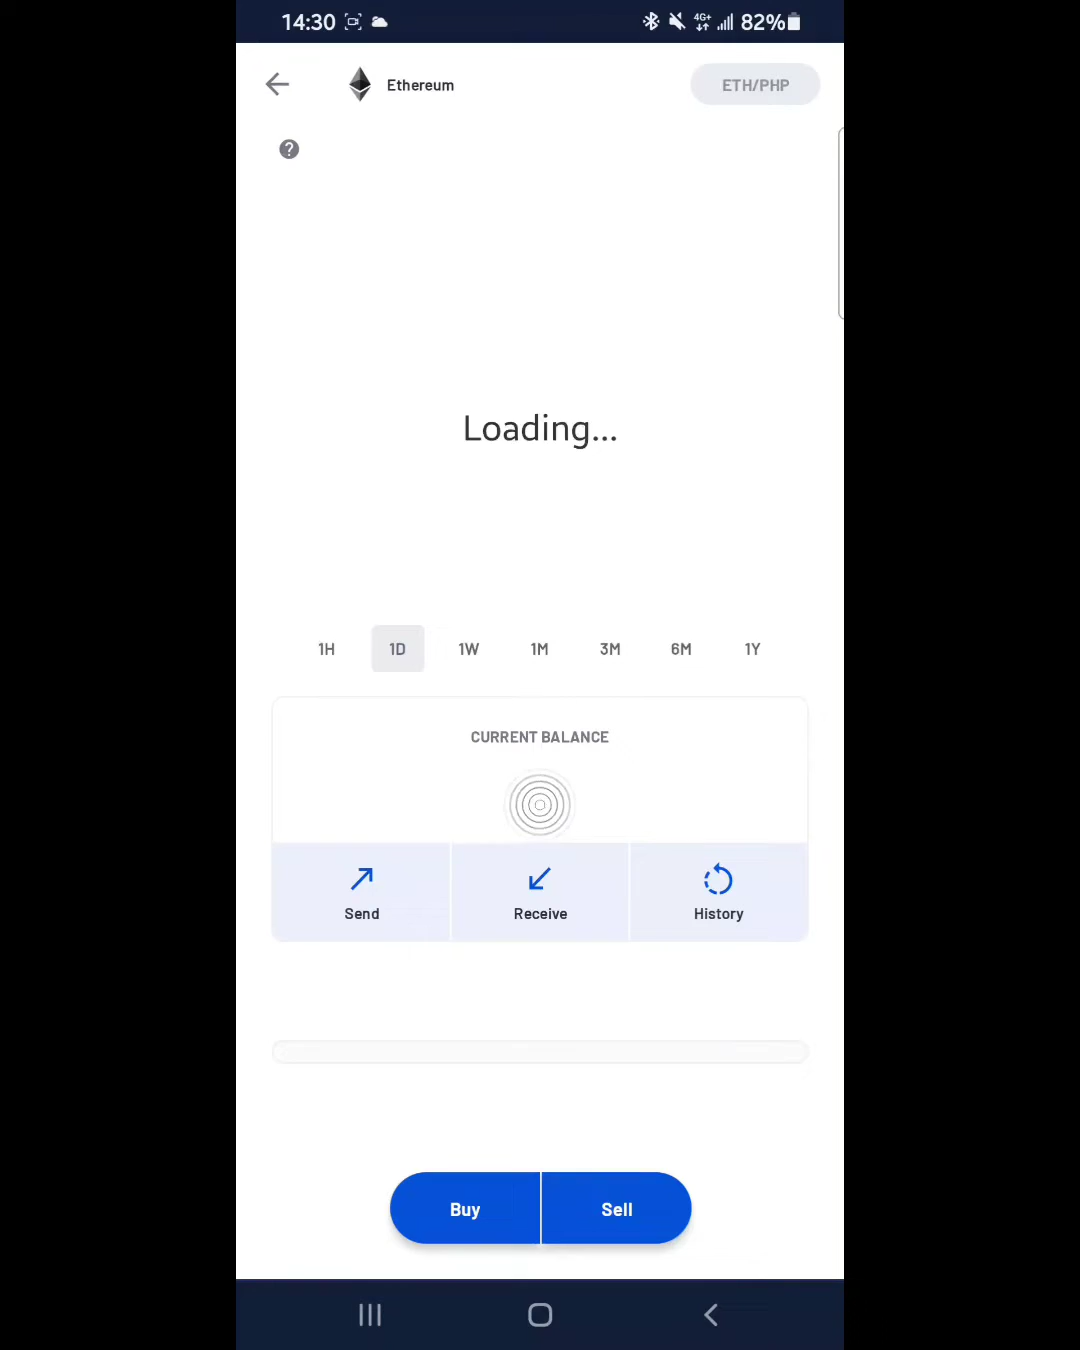 14:30 4G+ 82%
Ethereum ETH/PHP
?
Loading...
1H 1D 1W 1M 3M 6M 1Y
CURRENT BALANCE
Send Receive History
Buy Sell